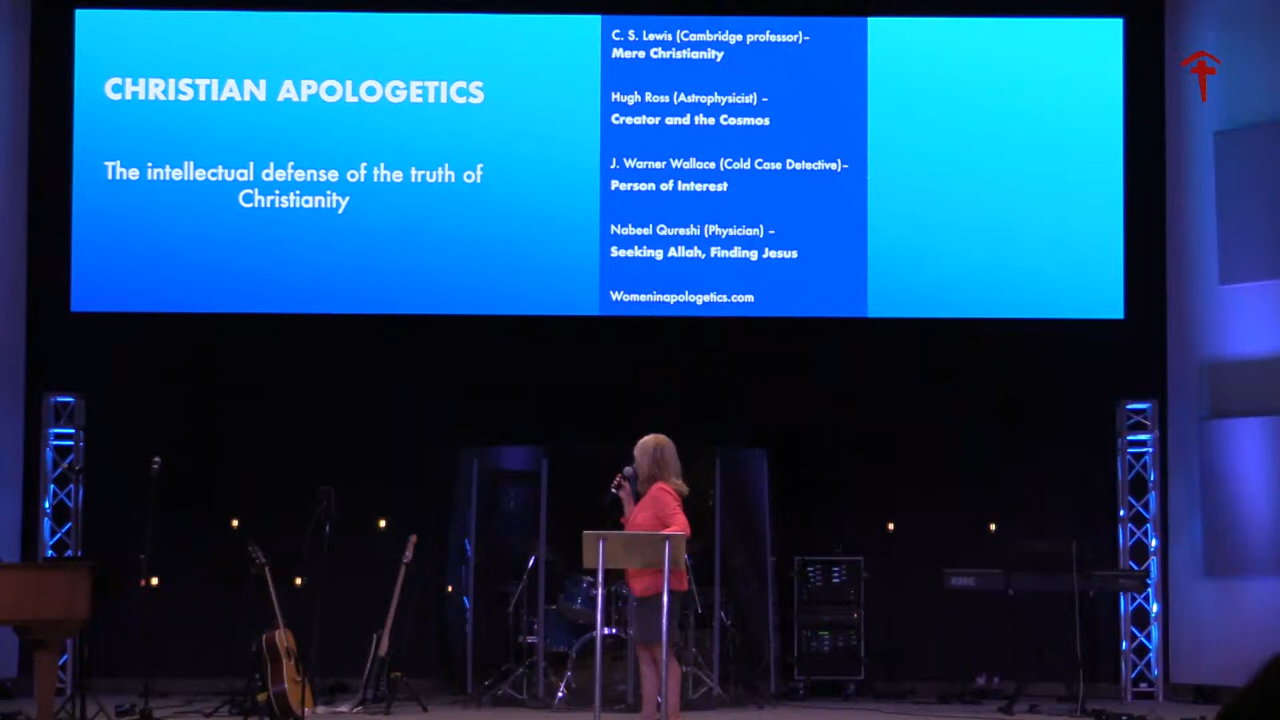 CHRISTIAN APOLOGETICS
The intellectual defense of the truth of
Christianity
C. S. Lewis (Cambridge professor)–
Mere Christianity
Hugh Ross (Astrophysicist) –
Creator and the Cosmos
J. Warner Wallace (Cold Case Detective)–
Person of Interest
Nabeel Qureshi (Physician) –
Seeking Allah, Finding Jesus
Womeninapologetics.com
KORG